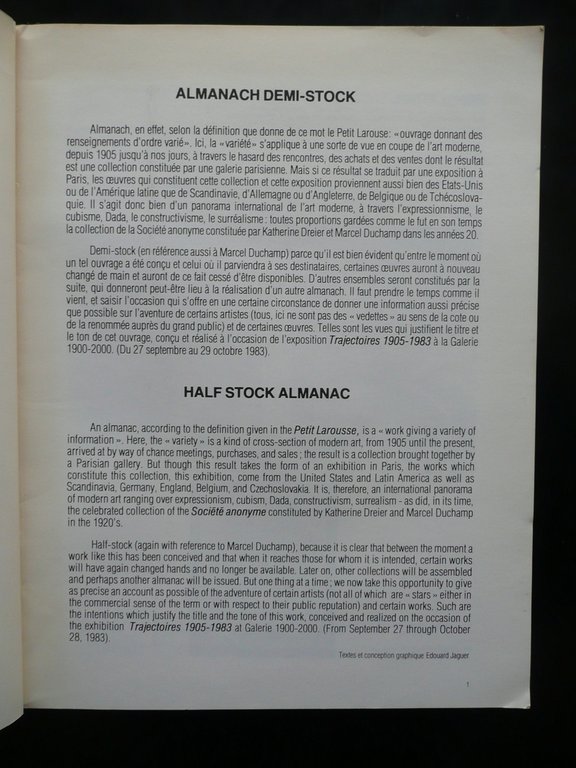 ALMANACH DEMI-STOCK
Almanach, en effet, selon la définition que donne de ce mot le Petit Larouse: «ouvrage donnant des
renseignements d'ordre varié». Ici, la «variété» s'applique à une sorte de vue en coupe de l'art moderne,
depuis 1905 jusqu'à nos jours, à travers le hasard des rencontres, des achats et des ventes dont le résultat
est une collection constituée par une galerie parisienne. Mais si ce résultat se traduit par une exposition à
Paris, les œuvres qui constituent cette collection et cette exposition proviennent aussi bien des Etats-Unis
ou de l'Amérique latine que de Scandinavie, d'Allemagne ou d'Angleterre, de Belgique ou de Tchécoslova-
quie. Il s'agit donc bien d'un panorama international de l'art moderne, à travers l'expressionnisme, le
cubisme, Dada, le constructivisme, le surréalisme: toutes proportions gardées comme le fut en son temps
la collection de la Société anonyme constituée par Katherine Dreier et Marcel Duchamp dans les années 20.
Demi-stock (en référence aussi à Marcel Duchamp) parce qu'il est bien évident qu'entre le moment où
un tel ouvrage a été conçu et celui où il parviendra à ses destinataires, certaines œuvres auront à nouveau
changé de main et auront de ce fait cessé d'être disponibles. D'autres ensembles seront constitués par la
suite, qui donneront peut-être lieu à la réalisation d'un autre almanach. Il faut prendre le temps comme il
vient, et saisir l'occasion qui s'offre en une certaine circonstance de donner une information aussi précise
que possible sur l'aventure de certains artistes (tous, ici ne sont pas des «vedettes» au sens de la cote ou
de la renommée auprès du grand public) et de certaines œuvres. Telles sont les vues qui justifient le titre et
le ton de cet ouvrage, conçu et réalisé à l'occasion de l'exposition Trajectoires 1905-1983 à la Galerie
1900-2000. (Du 27 septembre au 29 octobre 1983).
HALF STOCK ALMANAC
An almanac, according to the definition given in the Petit Larousse, is a «work giving a variety of
information». Here, the «variety» is a kind of cross-section of modern art, from 1905 until the present,
arrived at by way of chance meetings, purchases, and sales; the result is a collection brought together by
a Parisian gallery. But though this result takes the form of an exhibition in Paris, the works which
constitute this collection, this exhibition, come from the United States and Latin America as well as
Scandinavia, Germany, England, Belgium, and Czechoslovakia. It is, therefore, an international panorama
of modern art ranging over expressionism, cubism, Dada, constructivism, surrealism - as did, in its time,
the celebrated collection of the Société anonyme constituted by Katherine Dreier and Marcel Duchamp
in the 1920's.
Half-stock (again with reference to Marcel Duchamp), because it is clear that between the moment a
work like this has been conceived and that when it reaches those for whom it is intended, certain works
will have again changed hands and no longer be available. Later on, other collections will be assembled
and perhaps another almanac will be issued. But one thing at a time; we now take this opportunity to give
as precise an account as possible of the adventure of certain artists (not all of which are «stars» either in
the commercial sense of the term or with respect to their public reputation) and certain works. Such are
the intentions which justify the title and the tone of this work, conceived and realized on the occasion of
the exhibition Trajectoires 1905-1983 at Galerie 1900-2000. (From September 27 through October
28, 1983).
Textes et conception graphique Edouard Jaguer
1